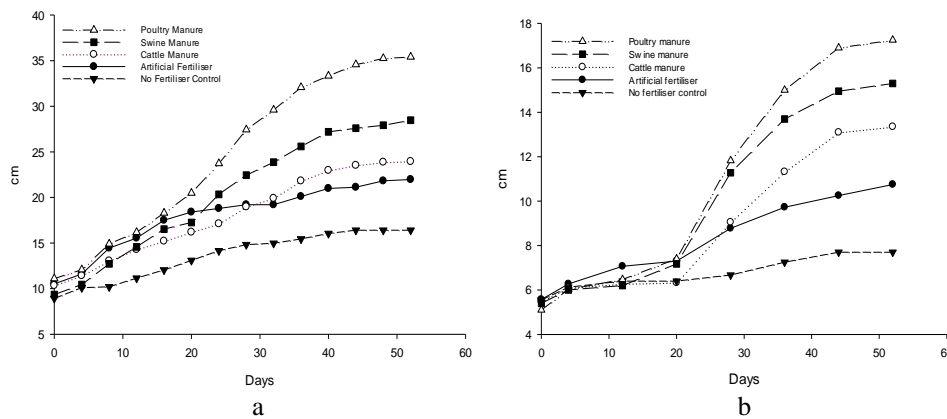 40
35
30
25
20
15
10
5
cm
Poultry Manure
Swine Manure
Cattle Manure
Artificial Fertiliser
No Fertiliser Control
0 10 20 30 40 50 60
Days
a
18
16
14
12
10
8
6
4
cm
Poultry manure
Swine manure
Cattle manure
Artificial fertiliser
No fertiliser control
0 10 20 30 40 50
Days
b